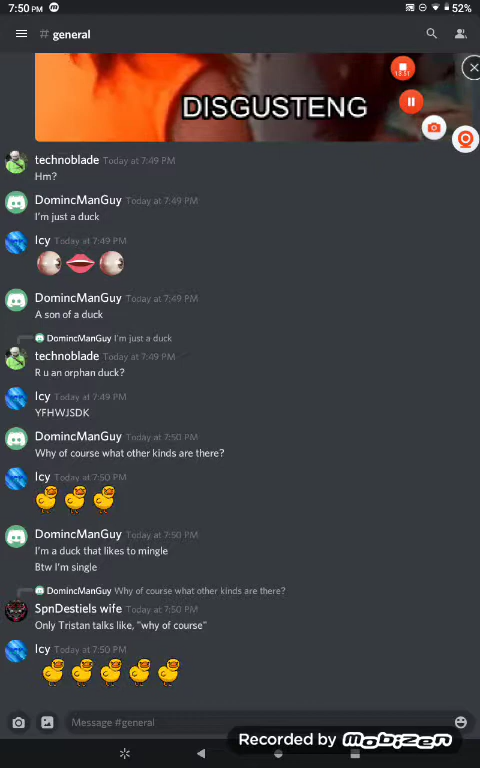 7:50 PM
52%
# general
DISGUSTENG
technoblade Today at 7:49 PM
Hm?
DomincManGuy Today at 7:49 PM
I'm just a duck
Icy Today at 7:49 PM
DomincManGuy Today at 7:49 PM
A son of a duck
DomincManGuy I'm just a duck
technoblade Today at 7:49 PM
R u an orphan duck?
Icy Today at 7:49 PM
YFHWJSDK
DomincManGuy Today at 7:50 PM
Why of course what other kinds are there?
Icy Today at 7:50 PM
DomincManGuy Today at 7:50 PM
I'm a duck that likes to mingle
Btw I'm single
DomincManGuy Why of course what other kinds are there?
SpnDestiels wife Today at 7:50 PM
Only Tristan talks like, "why of course"
Icy Today at 7:50 PM
Message #general
Recorded by Mobizen